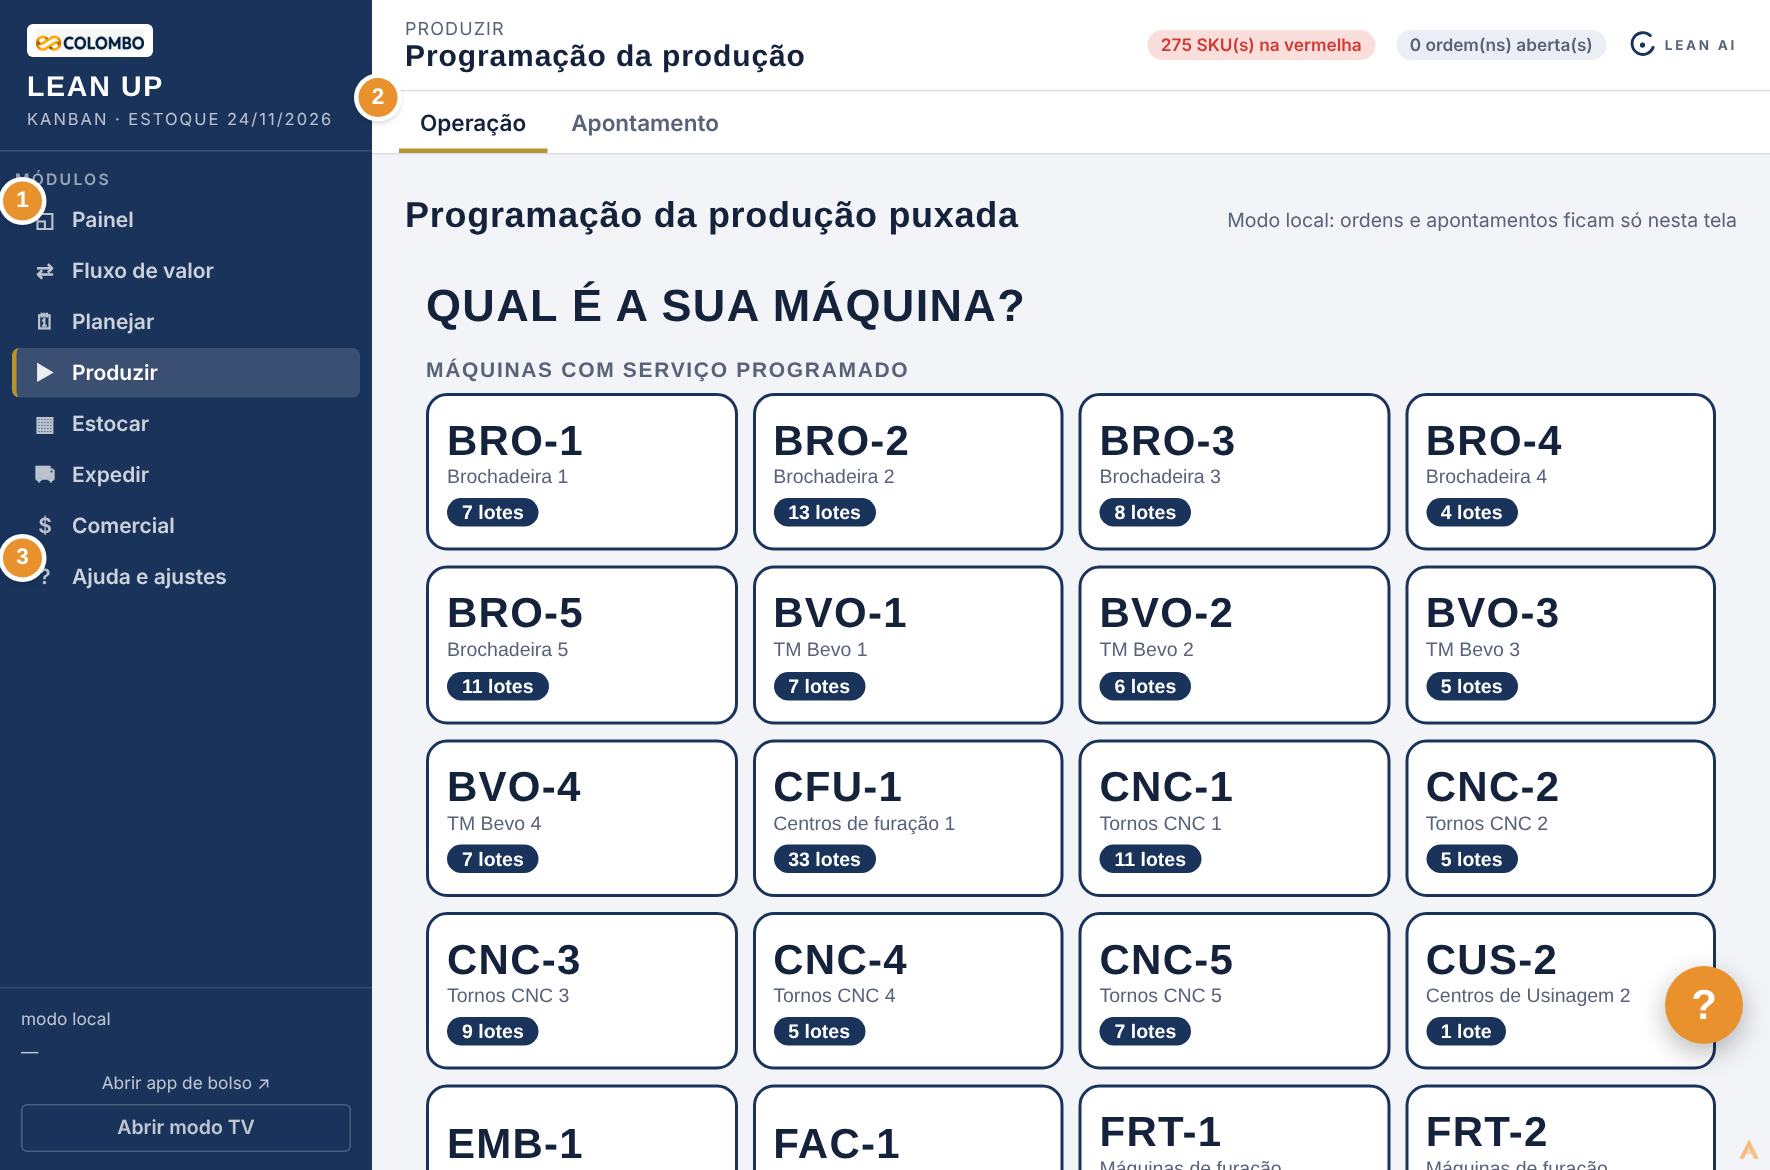 COLOMBO
LEAN UP
KANBAN · ESTOQUE 24/11/2026
MÓDULOS
1
Painel
Fluxo de valor
Planejar
Produzir
Estocar
Expedir
$ Comercial
3
? Ajuda e ajustes
modo local
—
Abrir app de bolso ↗
Abrir modo TV
PRODUZIR
Programação da produção
275 SKU(s) na vermelha
0 ordem(ns) aberta(s)
LEAN AI
2
Operação
Apontamento
Programação da produção puxada
Modo local: ordens e apontamentos ficam só nesta tela
QUAL É A SUA MÁQUINA?
MÁQUINAS COM SERVIÇO PROGRAMADO
BRO-1
Brochadeira 1
7 lotes
BRO-2
Brochadeira 2
13 lotes
BRO-3
Brochadeira 3
8 lotes
BRO-4
Brochadeira 4
4 lotes
BRO-5
Brochadeira 5
11 lotes
BVO-1
TM Bevo 1
7 lotes
BVO-2
TM Bevo 2
6 lotes
BVO-3
TM Bevo 3
5 lotes
BVO-4
TM Bevo 4
7 lotes
CFU-1
Centros de furação 1
33 lotes
CNC-1
Tornos CNC 1
11 lotes
CNC-2
Tornos CNC 2
5 lotes
CNC-3
Tornos CNC 3
9 lotes
CNC-4
Tornos CNC 4
5 lotes
CNC-5
Tornos CNC 5
7 lotes
CUS-2
Centros de Usinagem 2
1 lote
?
EMB-1
FAC-1
FRT-1
Máquinas de furação
FRT-2
Máquinas de furação